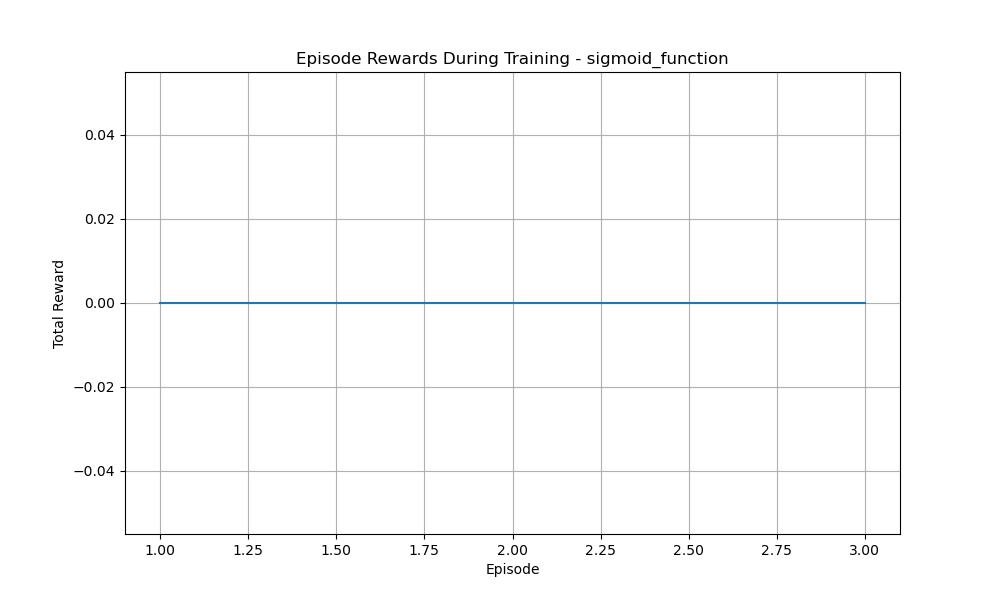 Episode Rewards During Training - sigmoid_function
0.04
0.02
0.00
−0.02
−0.04
Total Reward
1.00 1.25 1.50 1.75 2.00 2.25 2.50 2.75 3.00
Episode